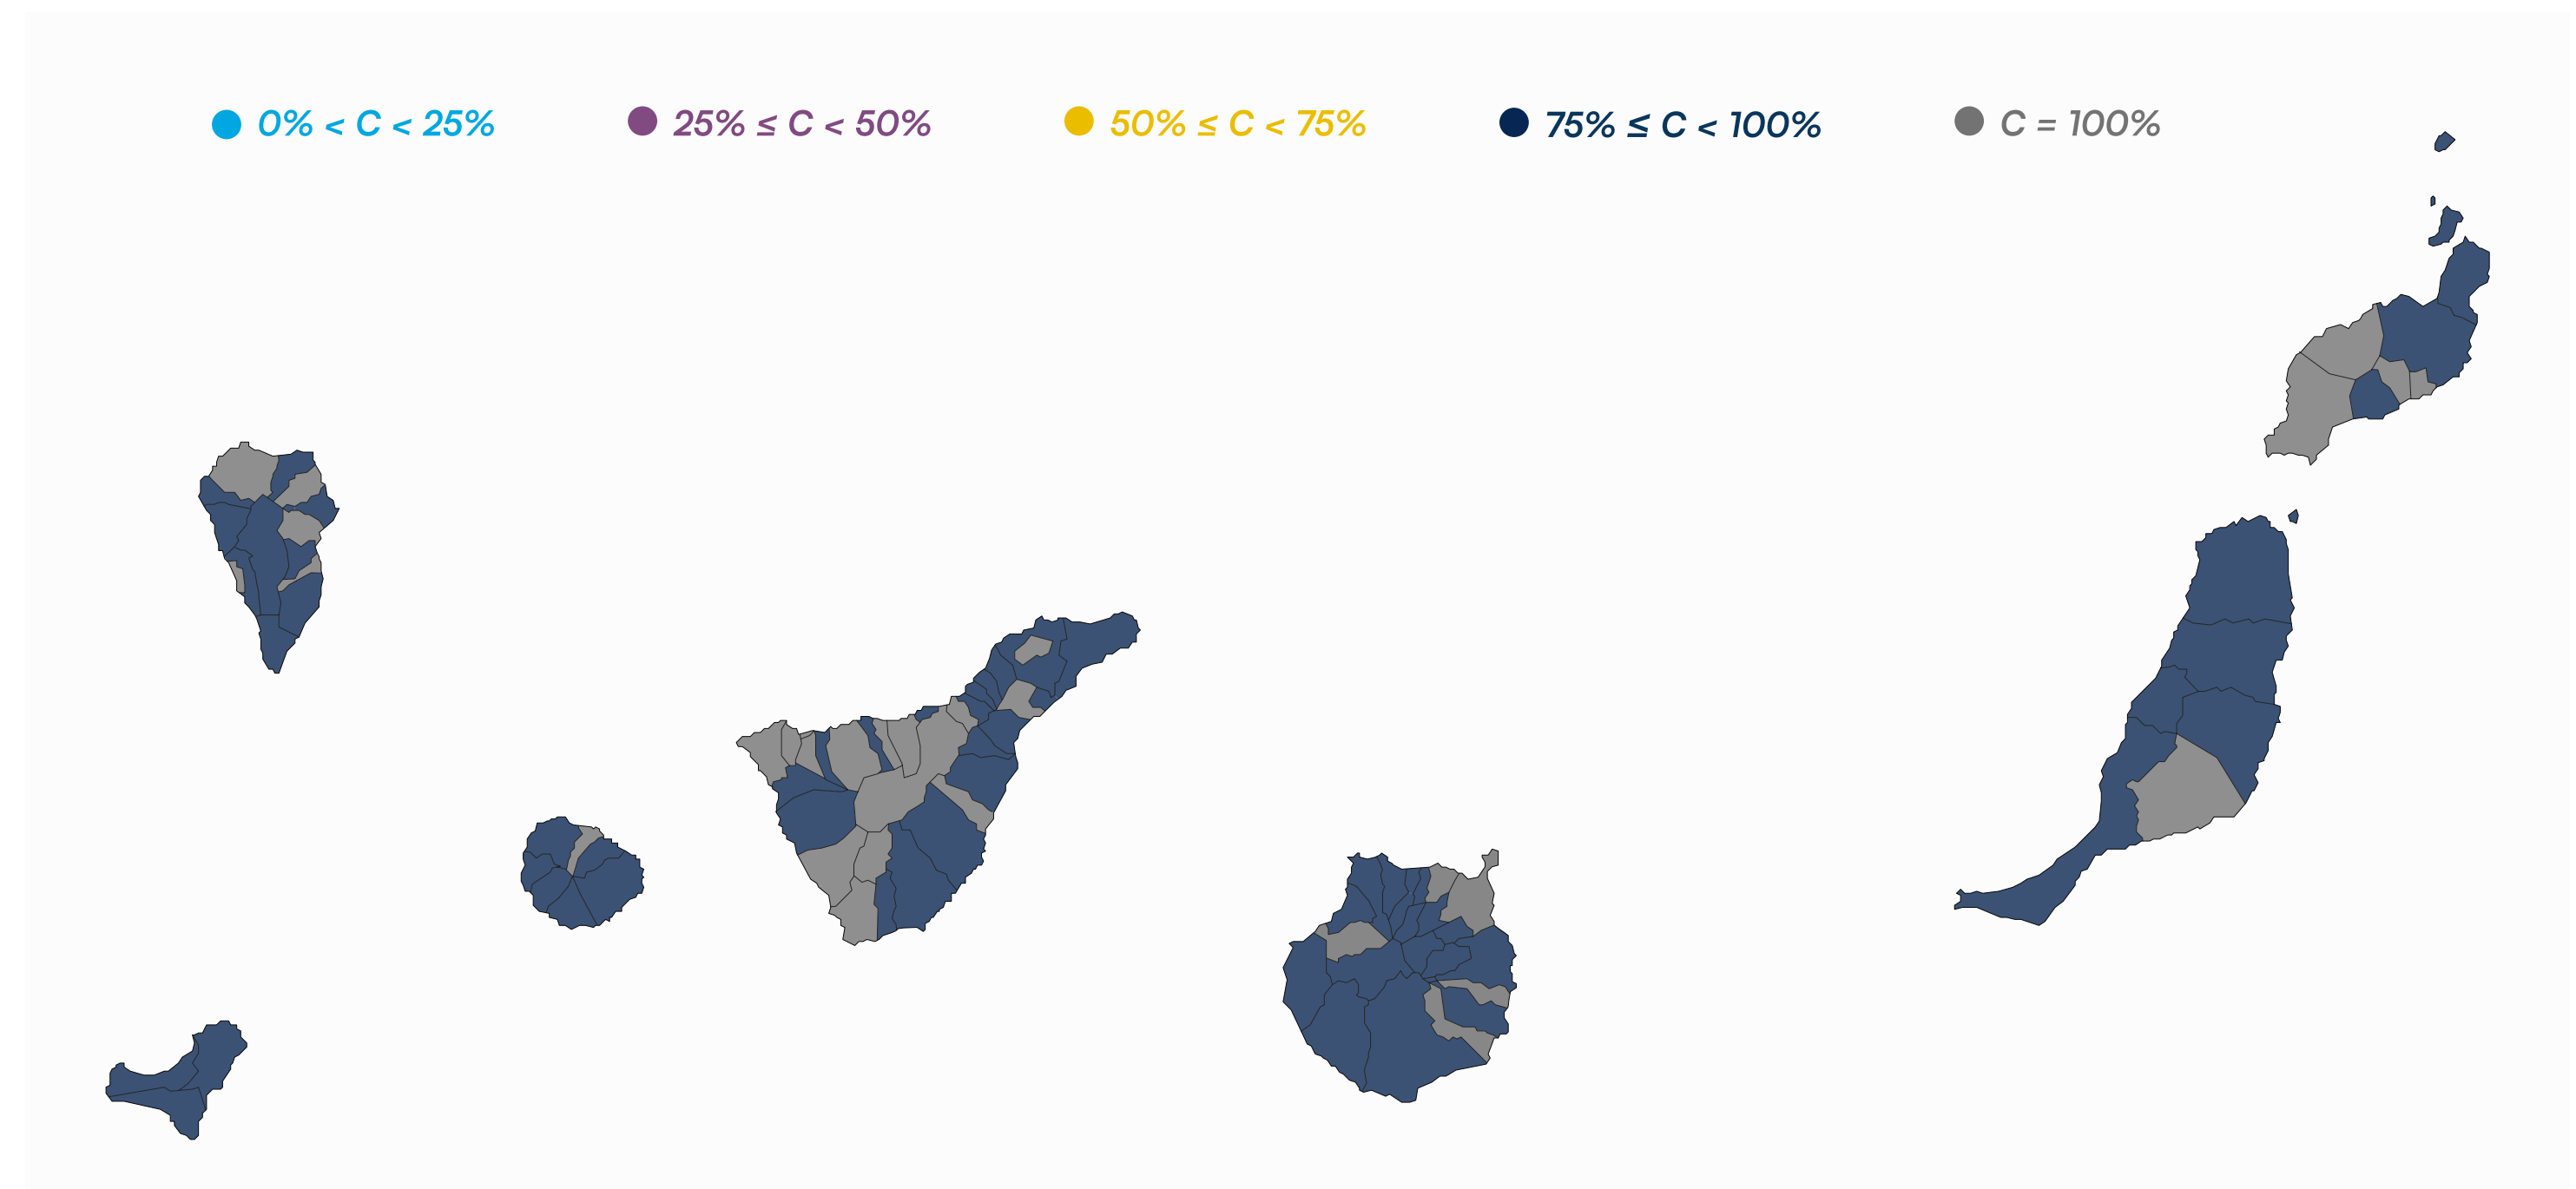 0% < C < 25% 25% ≤ C < 50% 50% ≤ C < 75% 75% ≤ C < 100% C = 100%